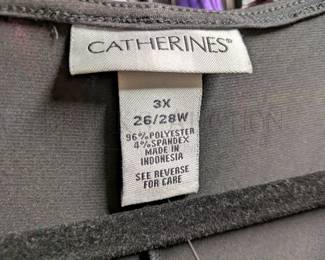 CATHERINES®
3X
26/28W
96% POLYESTER
4% SPANDEX
MADE IN
INDONESIA
SEE REVERSE
FOR CARE